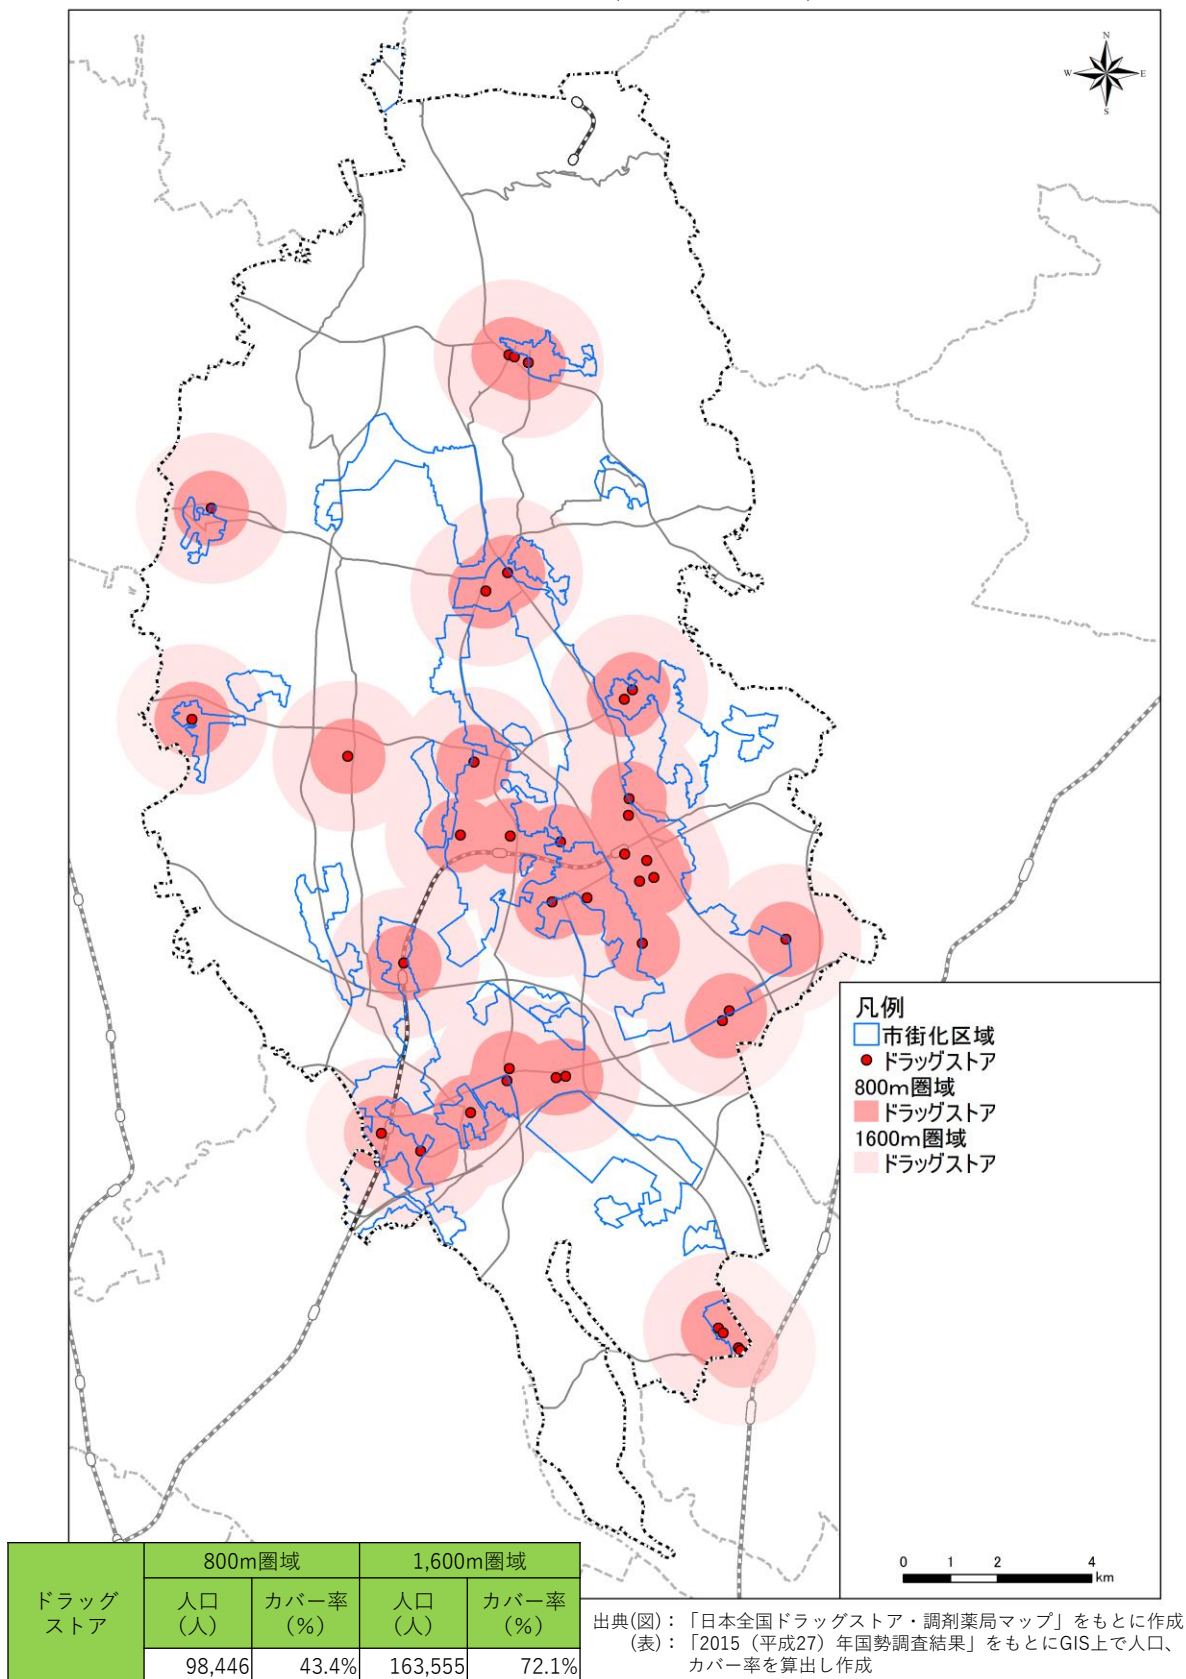 N
W
E
S
凡例
市街化区域
ドラッグストア
800m圏域
ドラッグストア
1600m圏域
ドラッグストア
0 1 2 4
km
ドラッグ
ストア
800m圏域 1,600m圏域
人口
(人)
カバー率
(%)
人口
(人)
カバー率
(%)
98,446 43.4% 163,555 72.1%
出典(図)：「日本全国ドラッグストア・調剤薬局マップ」をもとに作成
(表)：「2015（平成27）年国勢調査結果」をもとにGIS上で人口、
カバー率を算出し作成